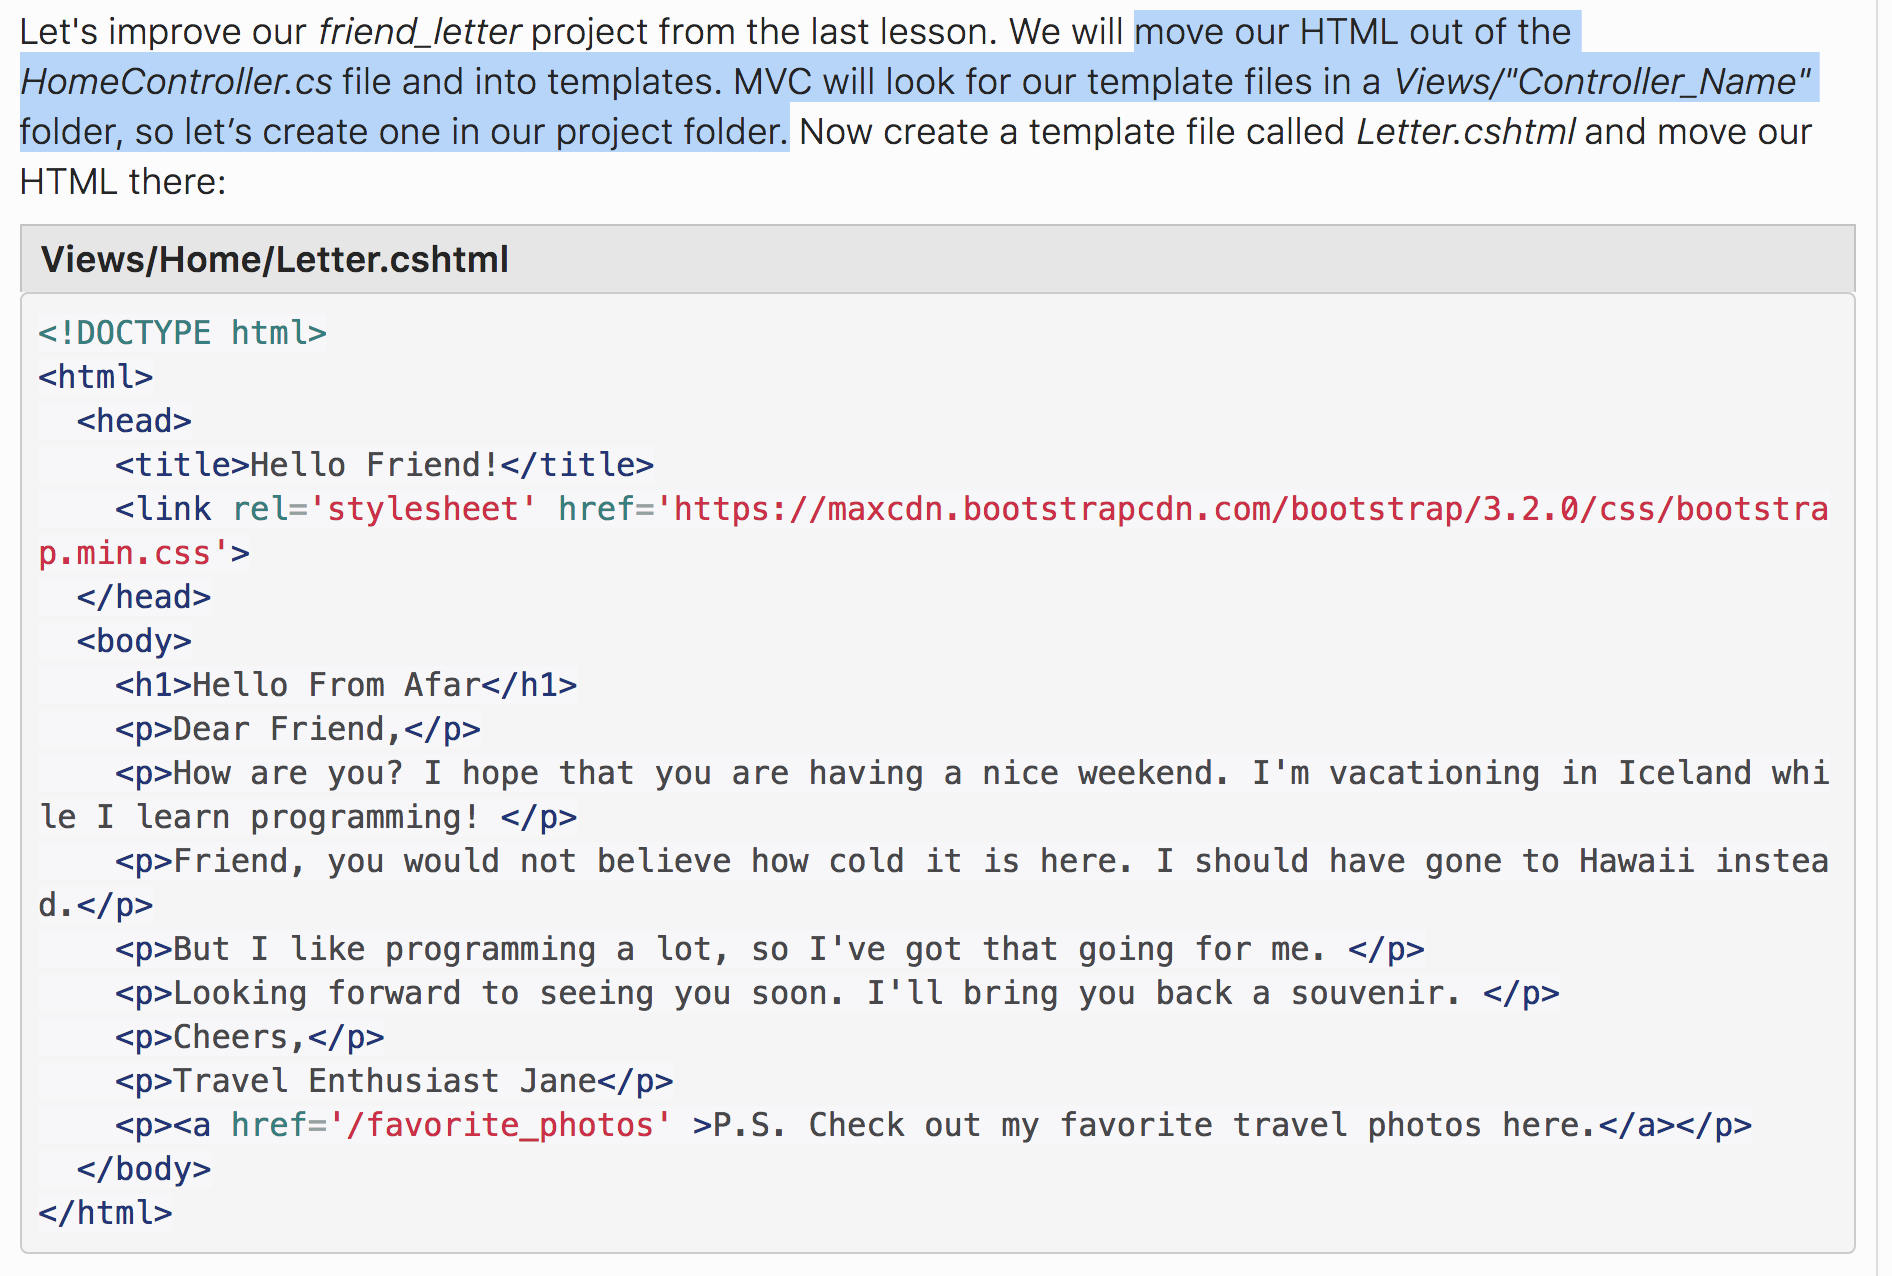 Let's improve our friend_letter project from the last lesson. We will move our HTML out of the
HomeController.cs file and into templates. MVC will look for our template files in a Views/"Controller_Name"
folder, so let’s create one in our project folder. Now create a template file called Letter.cshtml and move our
HTML there:
Views/Home/Letter.cshtml
<!DOCTYPE html>
<html>
  <head>
    <title>Hello Friend!</title>
    <link rel='stylesheet' href='https://maxcdn.bootstrapcdn.com/bootstrap/3.2.0/css/bootstra
p.min.css'>
  </head>
  <body>
    <h1>Hello From Afar</h1>
    <p>Dear Friend,</p>
    <p>How are you? I hope that you are having a nice weekend. I'm vacationing in Iceland whi
le I learn programming! </p>
    <p>Friend, you would not believe how cold it is here. I should have gone to Hawaii instea
d.</p>
    <p>But I like programming a lot, so I've got that going for me. </p>
    <p>Looking forward to seeing you soon. I'll bring you back a souvenir. </p>
    <p>Cheers,</p>
    <p>Travel Enthusiast Jane</p>
    <p><a href='/favorite_photos' >P.S. Check out my favorite travel photos here.</a></p>
  </body>
</html>